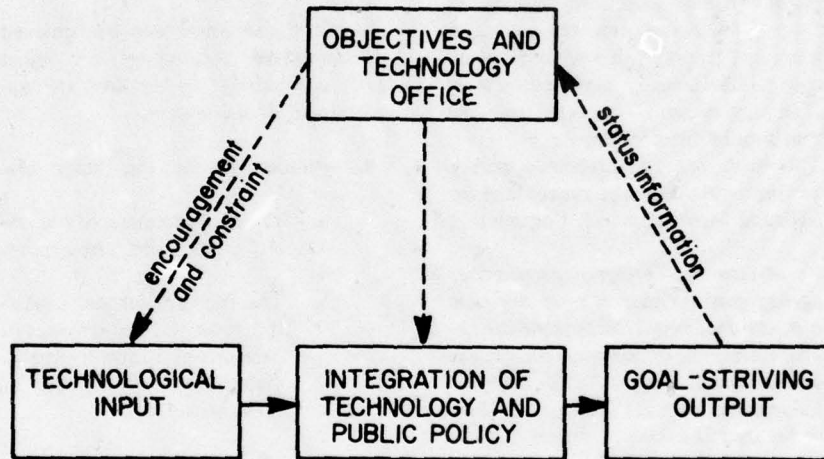 OBJECTIVES AND
TECHNOLOGY
OFFICE
encouragement
and constraint
status information
TECHNOLOGICAL
INPUT
INTEGRATION OF
TECHNOLOGY AND
PUBLIC POLICY
GOAL-STRIVING
OUTPUT